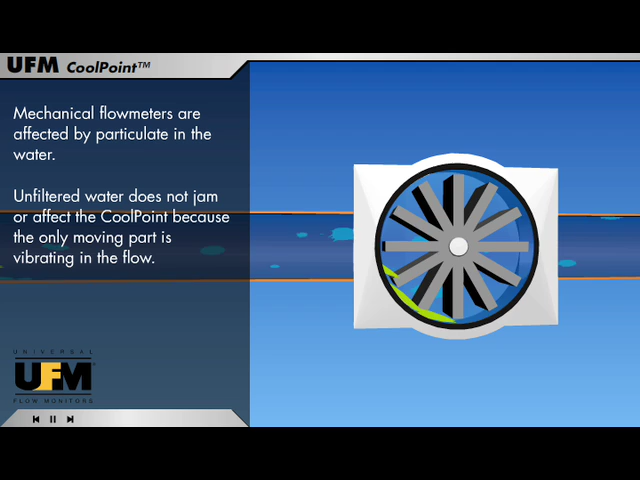 UFM CoolPoint™
Mechanical flowmeters are
affected by particulate in the
water.
Unfiltered water does not jam
or affect the CoolPoint because
the only moving part is
vibrating in the flow.
UNIVERSAL
UFM
FLOW MONITORS